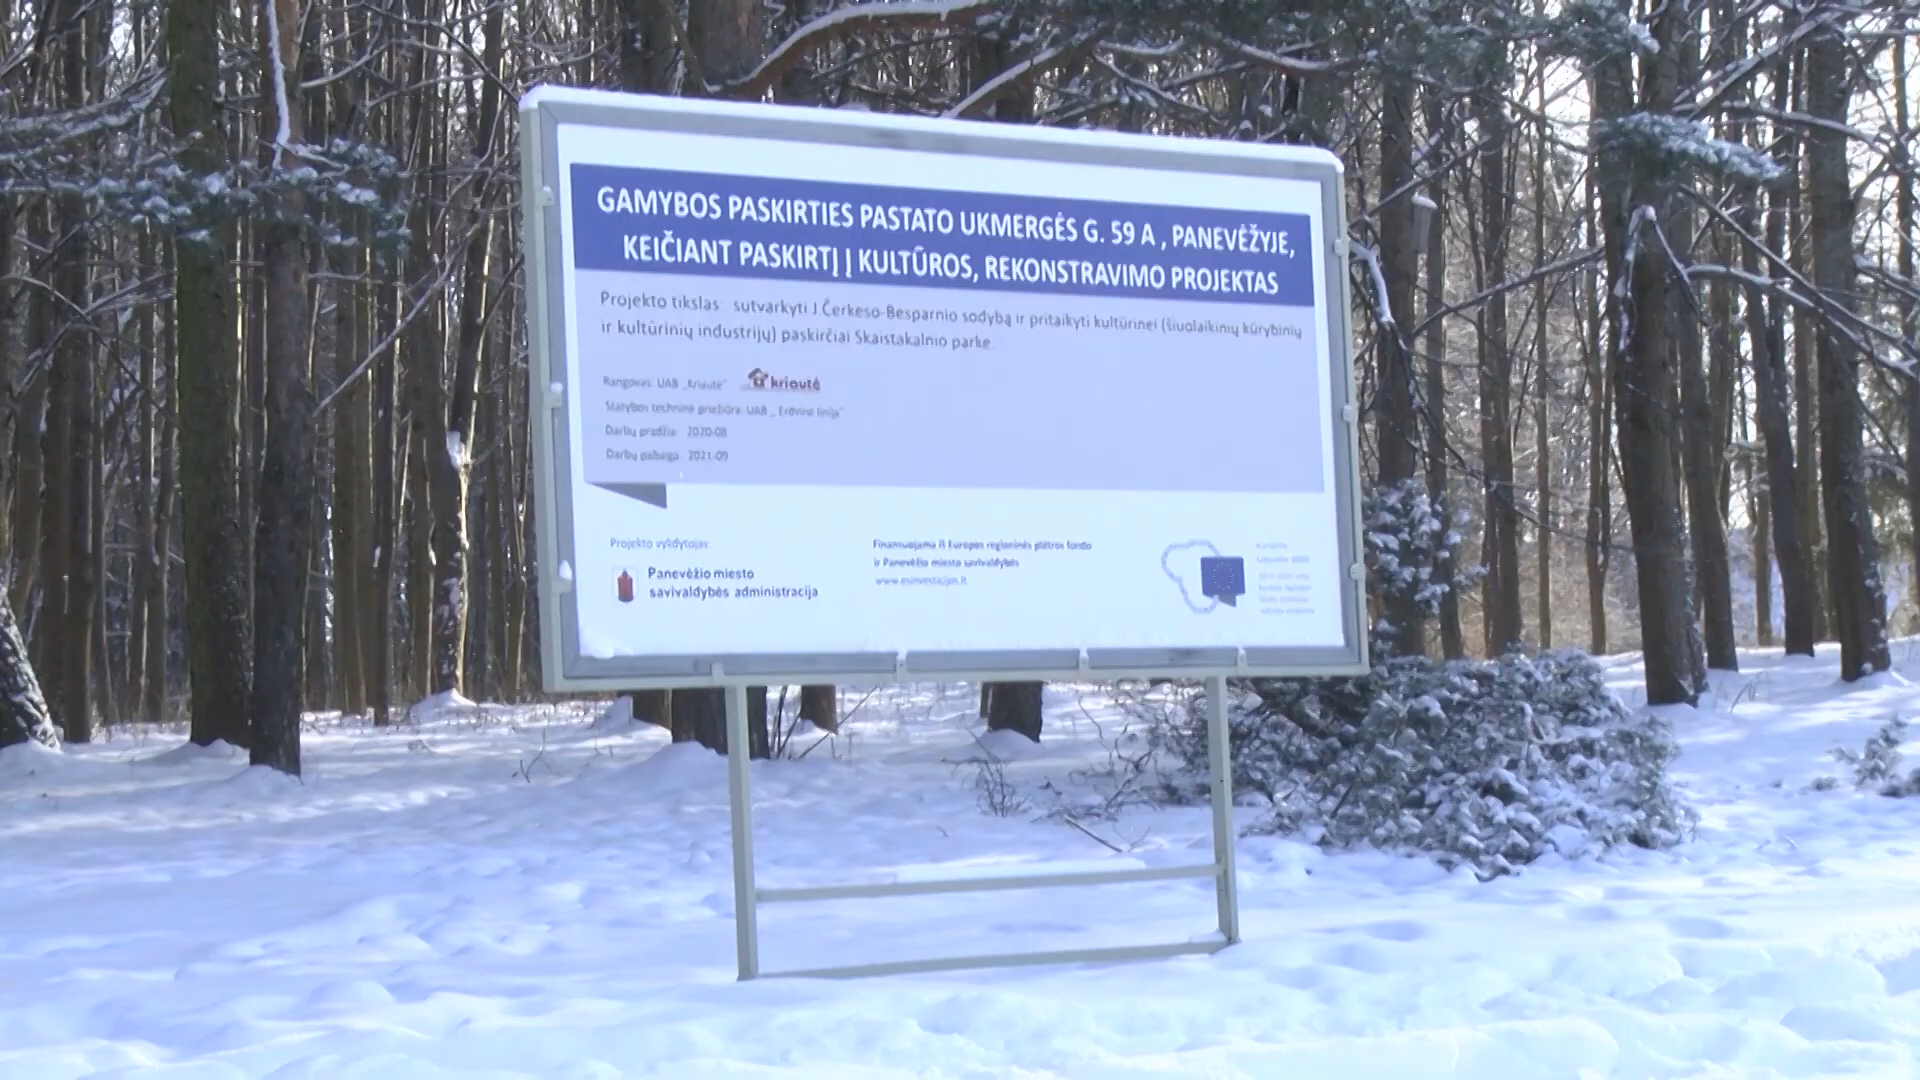 GAMYBOS PASKIRTIES PASTATO UKMERGĖS G. 59 A , PANEVĖŽYJE,
KEIČIANT PASKIRTĮ Į KULTŪROS, REKONSTRAVIMO PROJEKTAS
Projekto tikslas: sutvarkyti J.Čerkeso-Besparnio sodybą ir pritaikyti kultūrinei (šiuolaikinių kūrybinių
ir kultūrinių industrijų) paskirčiai Skaistakalnio parke.
Rangovas: UAB „Kriautė" kriautė
Statybos techninė priežiūra: UAB „ Erdvinė linija"
Darbų pradžia: 2020-08
Darbų pabaiga: 2021-09
Projekto vykdytojas:
Panevėžio miesto
savivaldybės administracija
Finansuojama iš Europos regioninės plėtros fondo
ir Panevėžio miesto savivaldybės
www.esinvesticijos.lt